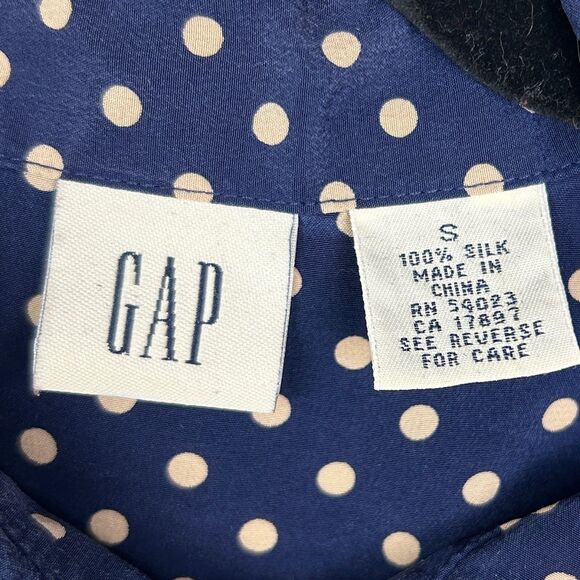 GAP
S
100% SILK
MADE IN
CHINA
RN 54023
CA 17897
SEE REVERSE
FOR CARE